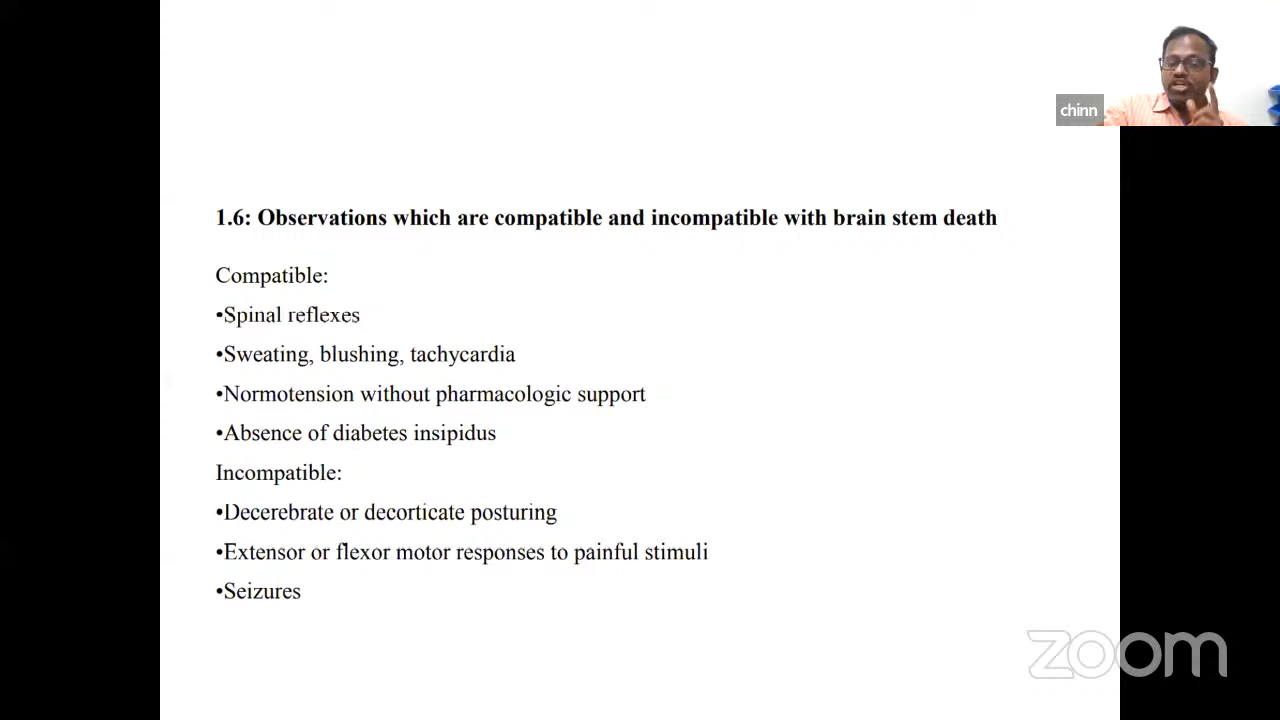 chinn
1.6: Observations which are compatible and incompatible with brain stem death
Compatible:
•Spinal reflexes
•Sweating, blushing, tachycardia
•Normotension without pharmacologic support
•Absence of diabetes insipidus
Incompatible:
•Decerebrate or decorticate posturing
•Extensor or flexor motor responses to painful stimuli
•Seizures
zoom